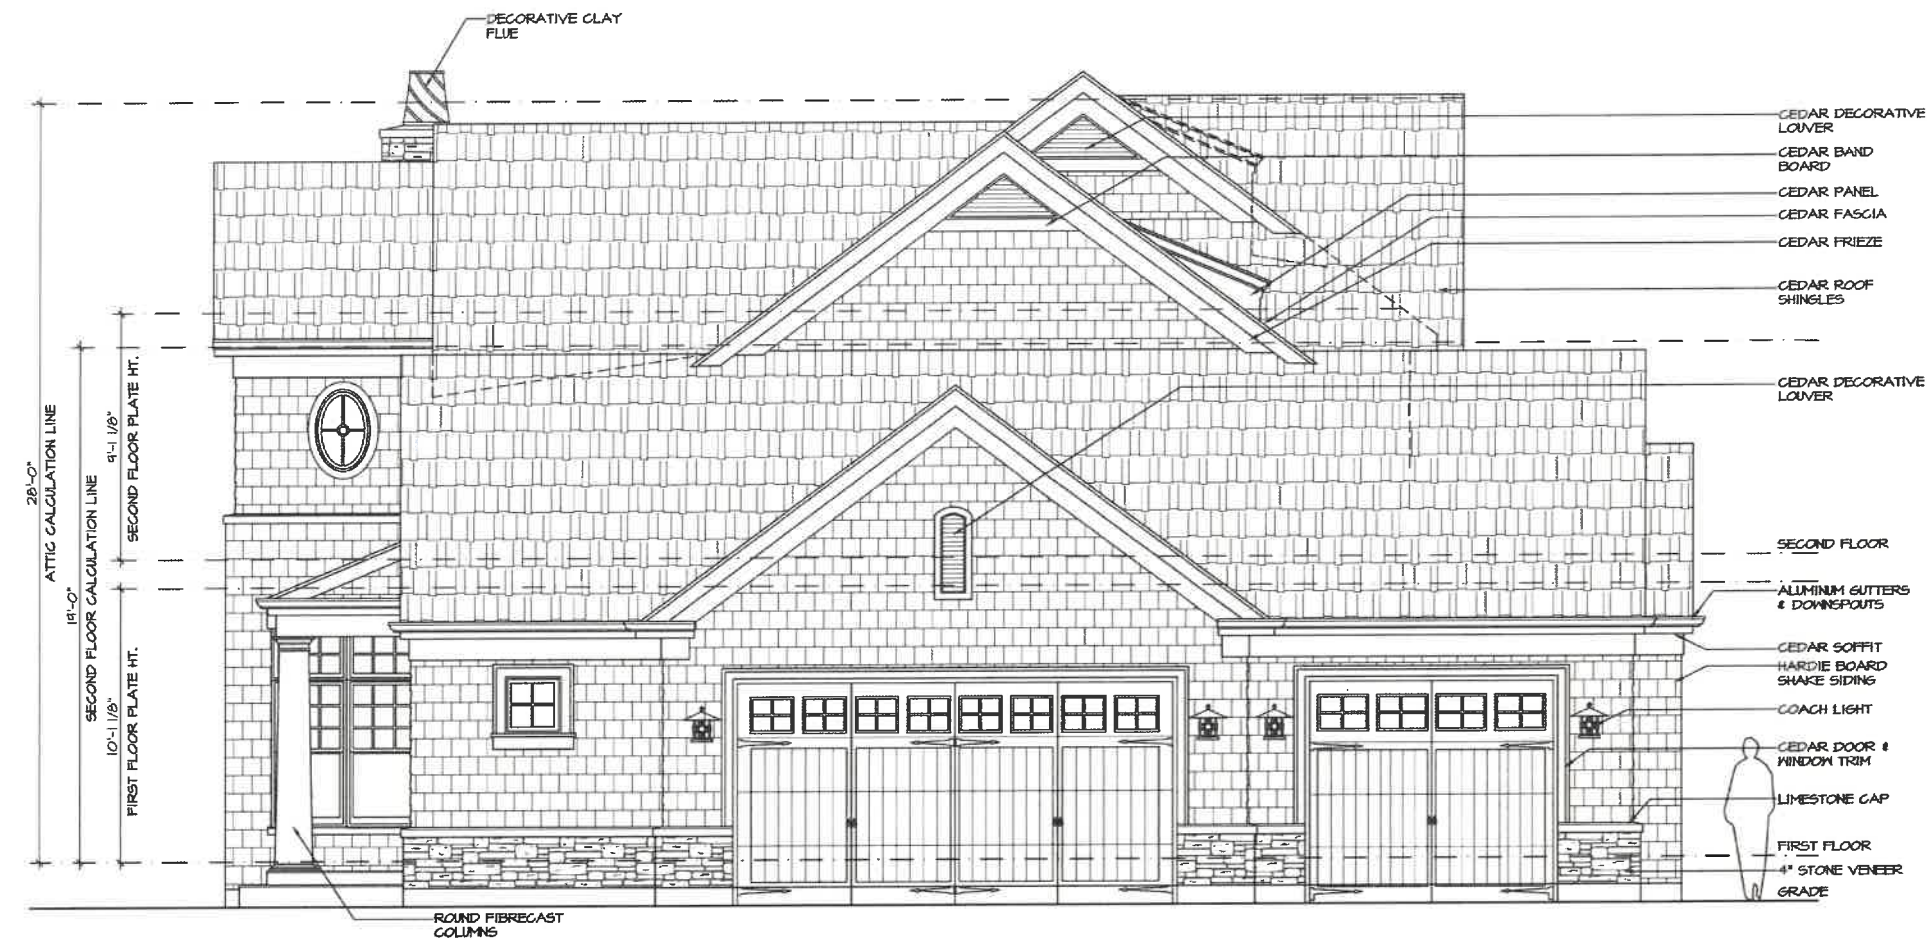 DECORATIVE CLAY
FLUE
CEDAR DECORATIVE
LOUVER
CEDAR BAND
BOARD
CEDAR PANEL
CEDAR FASCIA
CEDAR FRIEZE
CEDAR ROOF
SHINGLES
CEDAR DECORATIVE
LOUVER
SECOND FLOOR
ALUMINUM GUTTERS
& DOWNSPOUTS
CEDAR SOFFIT
HARDIE BOARD
SHAKE SIDING
COACH LIGHT
CEDAR DOOR &
WINDOW TRIM
LIMESTONE CAP
FIRST FLOOR
4" STONE VENEER
GRADE
28'-0"
ATTIC CALCULATION LINE
19'-0"
SECOND FLOOR CALCULATION LINE
9'-1 1/8"
SECOND FLOOR PLATE HT.
10'-1 1/8"
FIRST FLOOR PLATE HT.
ROUND FIBRECAST
COLUMNS